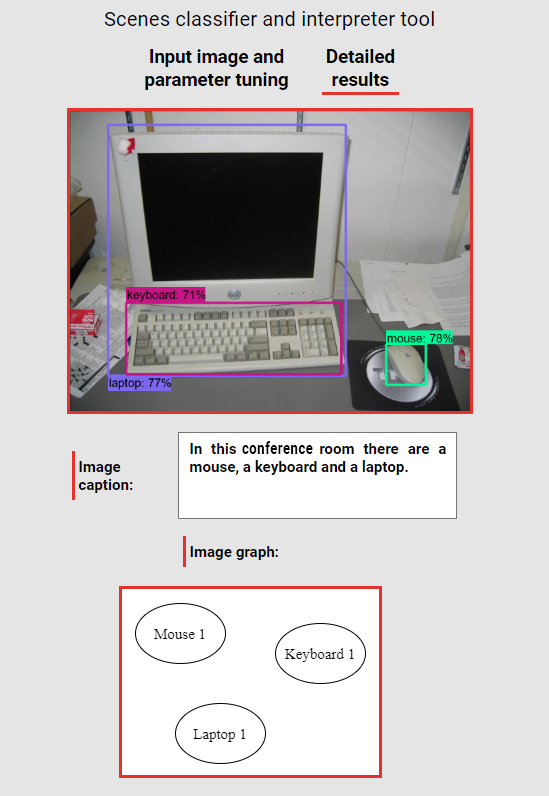 Scenes classifier and interpreter tool
Input image and
parameter tuning
Detailed
results
keyboard: 71%
mouse: 78%
laptop: 77%
Image
caption:
In this conference room there are a
mouse, a keyboard and a laptop.
Image graph:
Mouse 1
Keyboard 1
Laptop 1